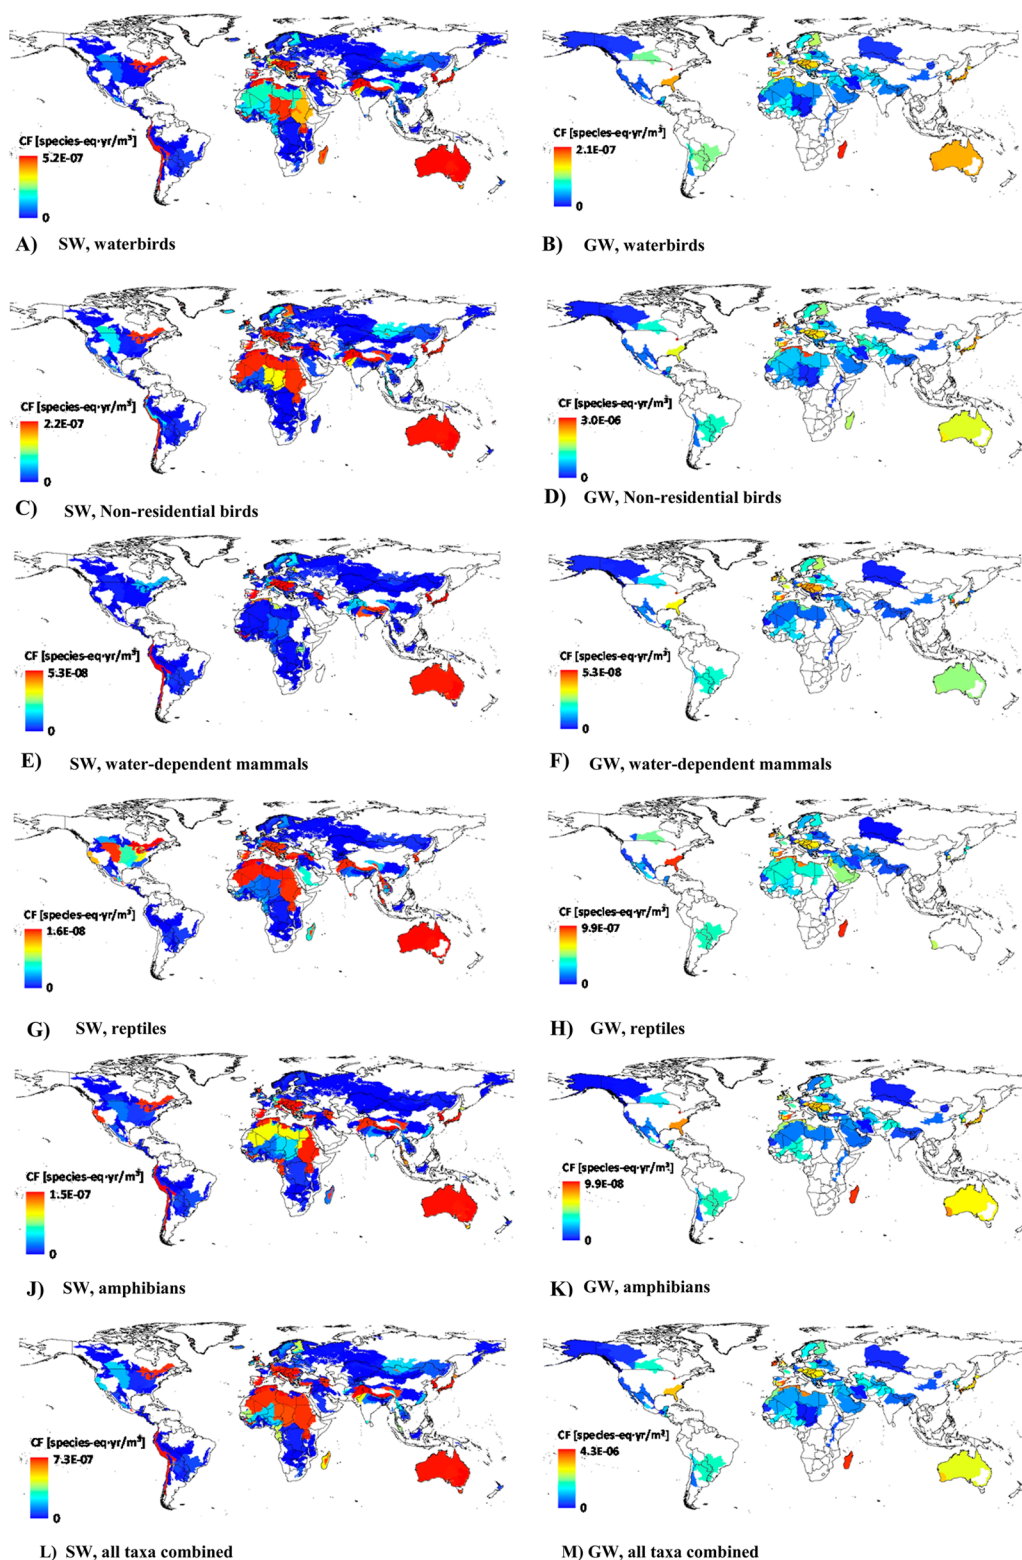 CF [species-eq·yr/m³]
5.2E-07
0
A) SW, waterbirds
CF [species-eq·yr/m³]
2.1E-07
0
B) GW, waterbirds
CF [species-eq·yr/m³]
2.2E-07
0
C) SW, Non-residential birds
CF [species-eq·yr/m³]
3.0E-06
0
D) GW, Non-residential birds
CF [species-eq·yr/m³]
5.3E-08
0
E) SW, water-dependent mammals
CF [species-eq·yr/m³]
5.3E-08
0
F) GW, water-dependent mammals
CF [species-eq·yr/m³]
1.6E-08
0
G) SW, reptiles
CF [species-eq·yr/m³]
9.9E-07
0
H) GW, reptiles
CF [species-eq·yr/m³]
1.5E-07
0
J) SW, amphibians
CF [species-eq·yr/m³]
9.9E-08
0
K) GW, amphibians
CF [species-eq·yr/m³]
7.3E-07
0
L) SW, all taxa combined
CF [species-eq·yr/m³]
4.3E-06
0
M) GW, all taxa combined